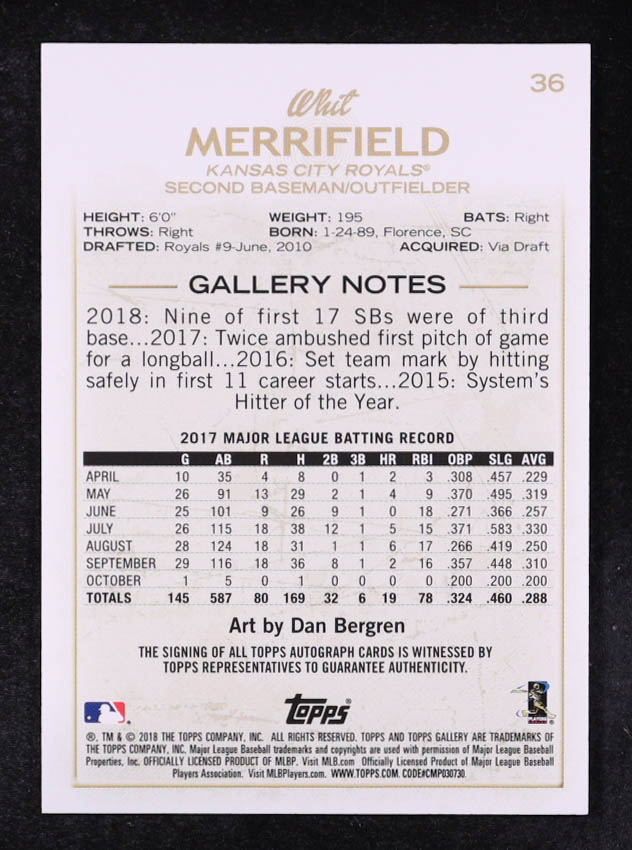 36
Whit
MERRIFIELD
KANSAS CITY ROYALS®
SECOND BASEMAN/OUTFIELDER
HEIGHT: 6'0" WEIGHT: 195 BATS: Right
THROWS: Right BORN: 1-24-89, Florence, SC
DRAFTED: Royals #9-June, 2010 ACQUIRED: Via Draft
GALLERY NOTES
2018: Nine of first 17 SBs were of third
base...2017: Twice ambushed first pitch of game
for a longball...2016: Set team mark by hitting
safely in first 11 career starts...2015: System's
Hitter of the Year.
2017 MAJOR LEAGUE BATTING RECORD
G AB R H 2B 3B HR RBI OBP SLG AVG
APRIL 10 35 4 8 0 1 2 3 .308 .457 .229
MAY 26 91 13 29 2 1 4 9 .370 .495 .319
JUNE 25 101 9 26 9 1 0 18 .271 .366 .257
JULY 26 115 18 38 12 1 5 15 .371 .583 .330
AUGUST 28 124 18 31 1 1 6 17 .266 .419 .250
SEPTEMBER 29 116 18 36 8 1 2 16 .357 .448 .310
OCTOBER 1 5 0 1 0 0 0 0 .200 .200 .200
TOTALS 145 587 80 169 32 6 19 78 .324 .460 .288
Art by Dan Bergren
THE SIGNING OF ALL TOPPS AUTOGRAPH CARDS IS WITNESSED BY
TOPPS REPRESENTATIVES TO GUARANTEE AUTHENTICITY.
Topps®
PLAYERS
®, TM & © 2018 THE TOPPS COMPANY, INC. ALL RIGHTS RESERVED. TOPPS AND TOPPS GALLERY ARE TRADEMARKS OF
THE TOPPS COMPANY, INC. Major League Baseball trademarks and copyrights are used with permission of Major League Baseball
Properties, Inc. OFFICIALLY LICENSED PRODUCT OF MLBP. Visit MLB.com Officially Licensed Product of Major League Baseball
Players Association. Visit MLBPlayers.com. WWW.TOPPS.COM. CODE#CMP030730.